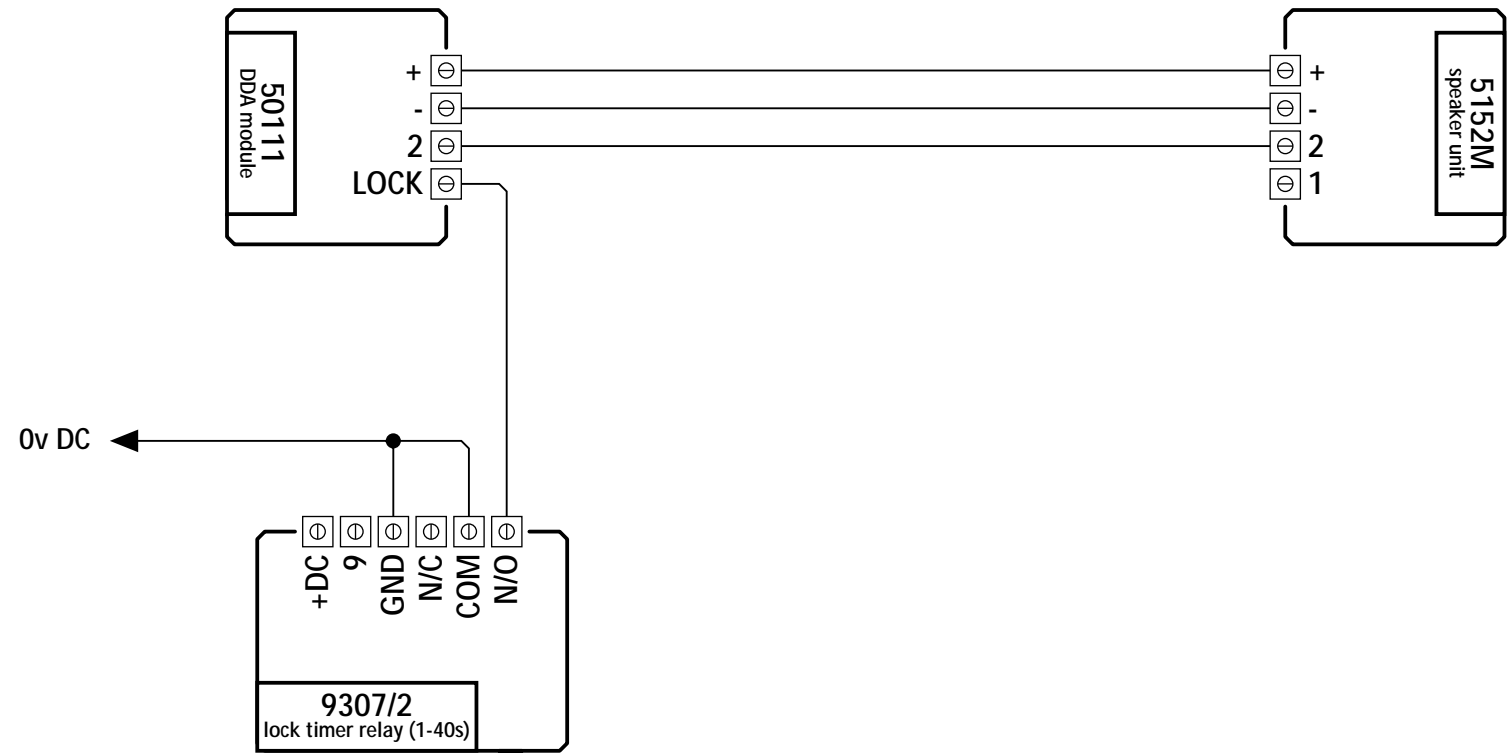 50111
DDA module
+
-
2
LOCK
+
-
2
1
5152M
speaker unit
0v DC
+DC
9
GND
N/C
COM
N/O
9307/2
lock timer relay (1-40s)